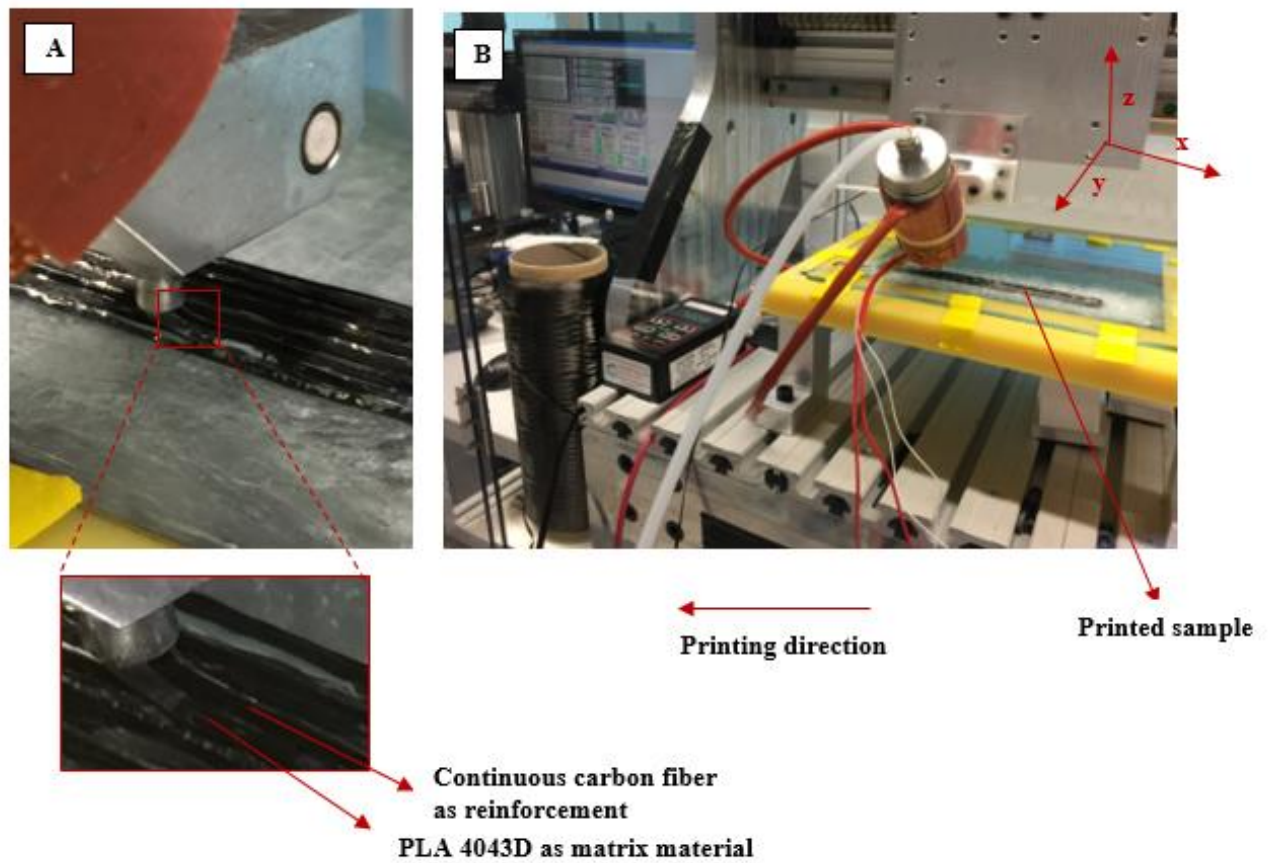 A
B
z
x
y
Printing direction
Printed sample
Continuous carbon fiber
as reinforcement
PLA 4043D as matrix material